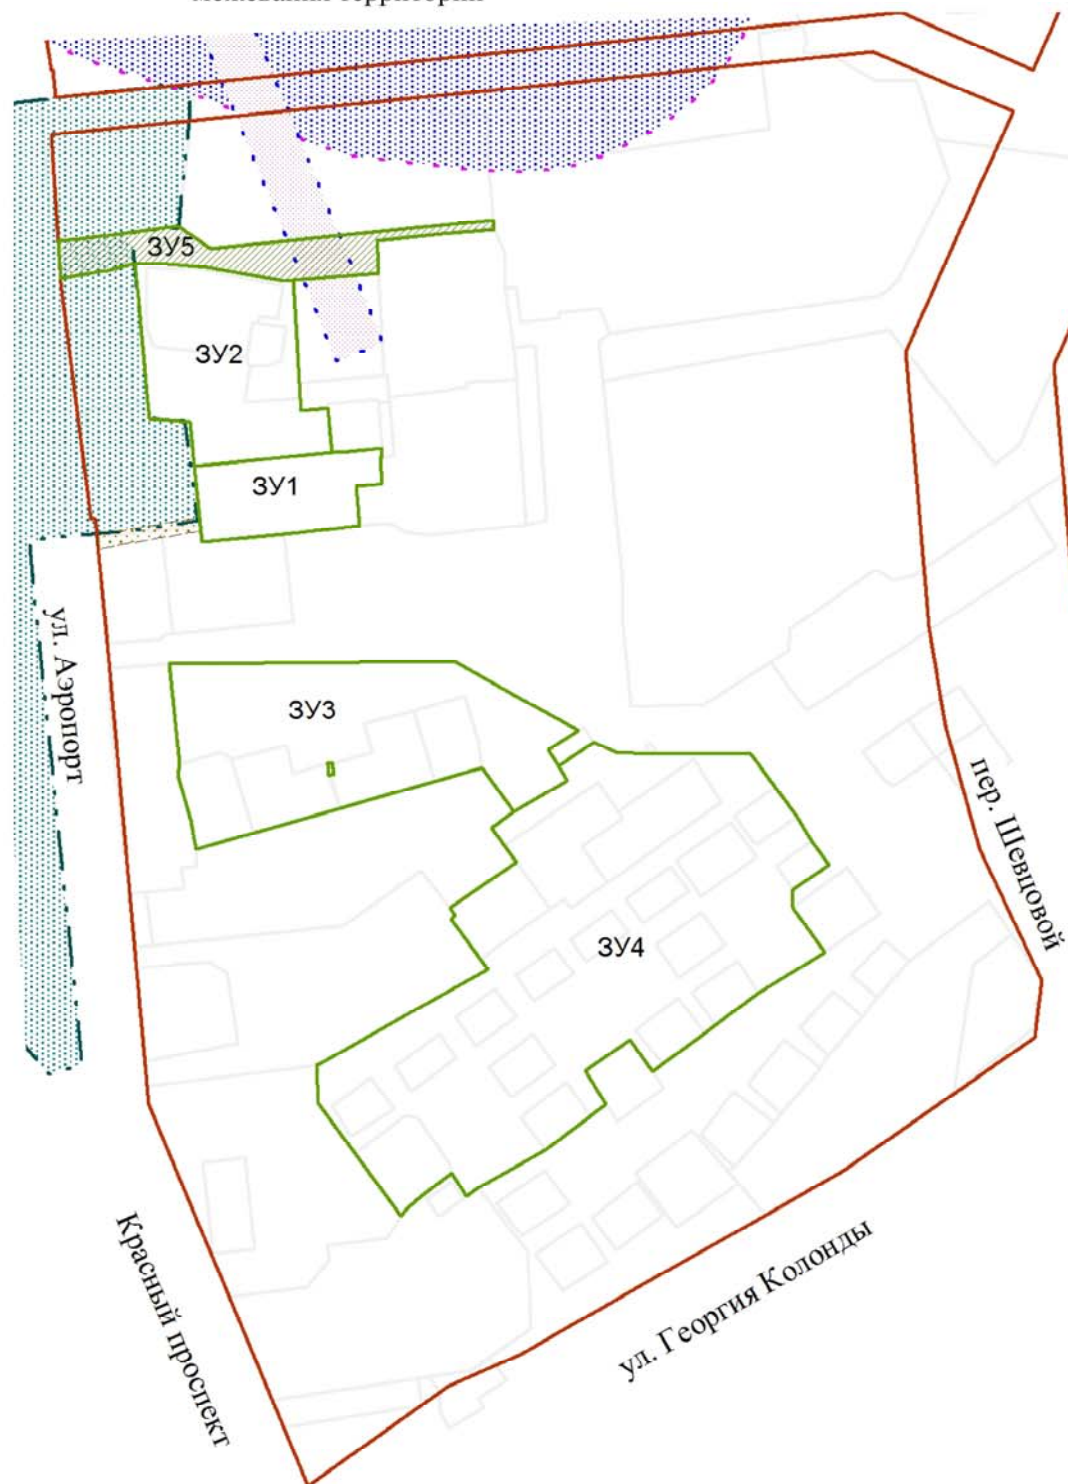 ЗУ5
ЗУ2
ЗУ1
ул. Аэропорт
ЗУ3
пер. Шевцовой
ЗУ4
Красный проспект
ул. Георгия Колонды